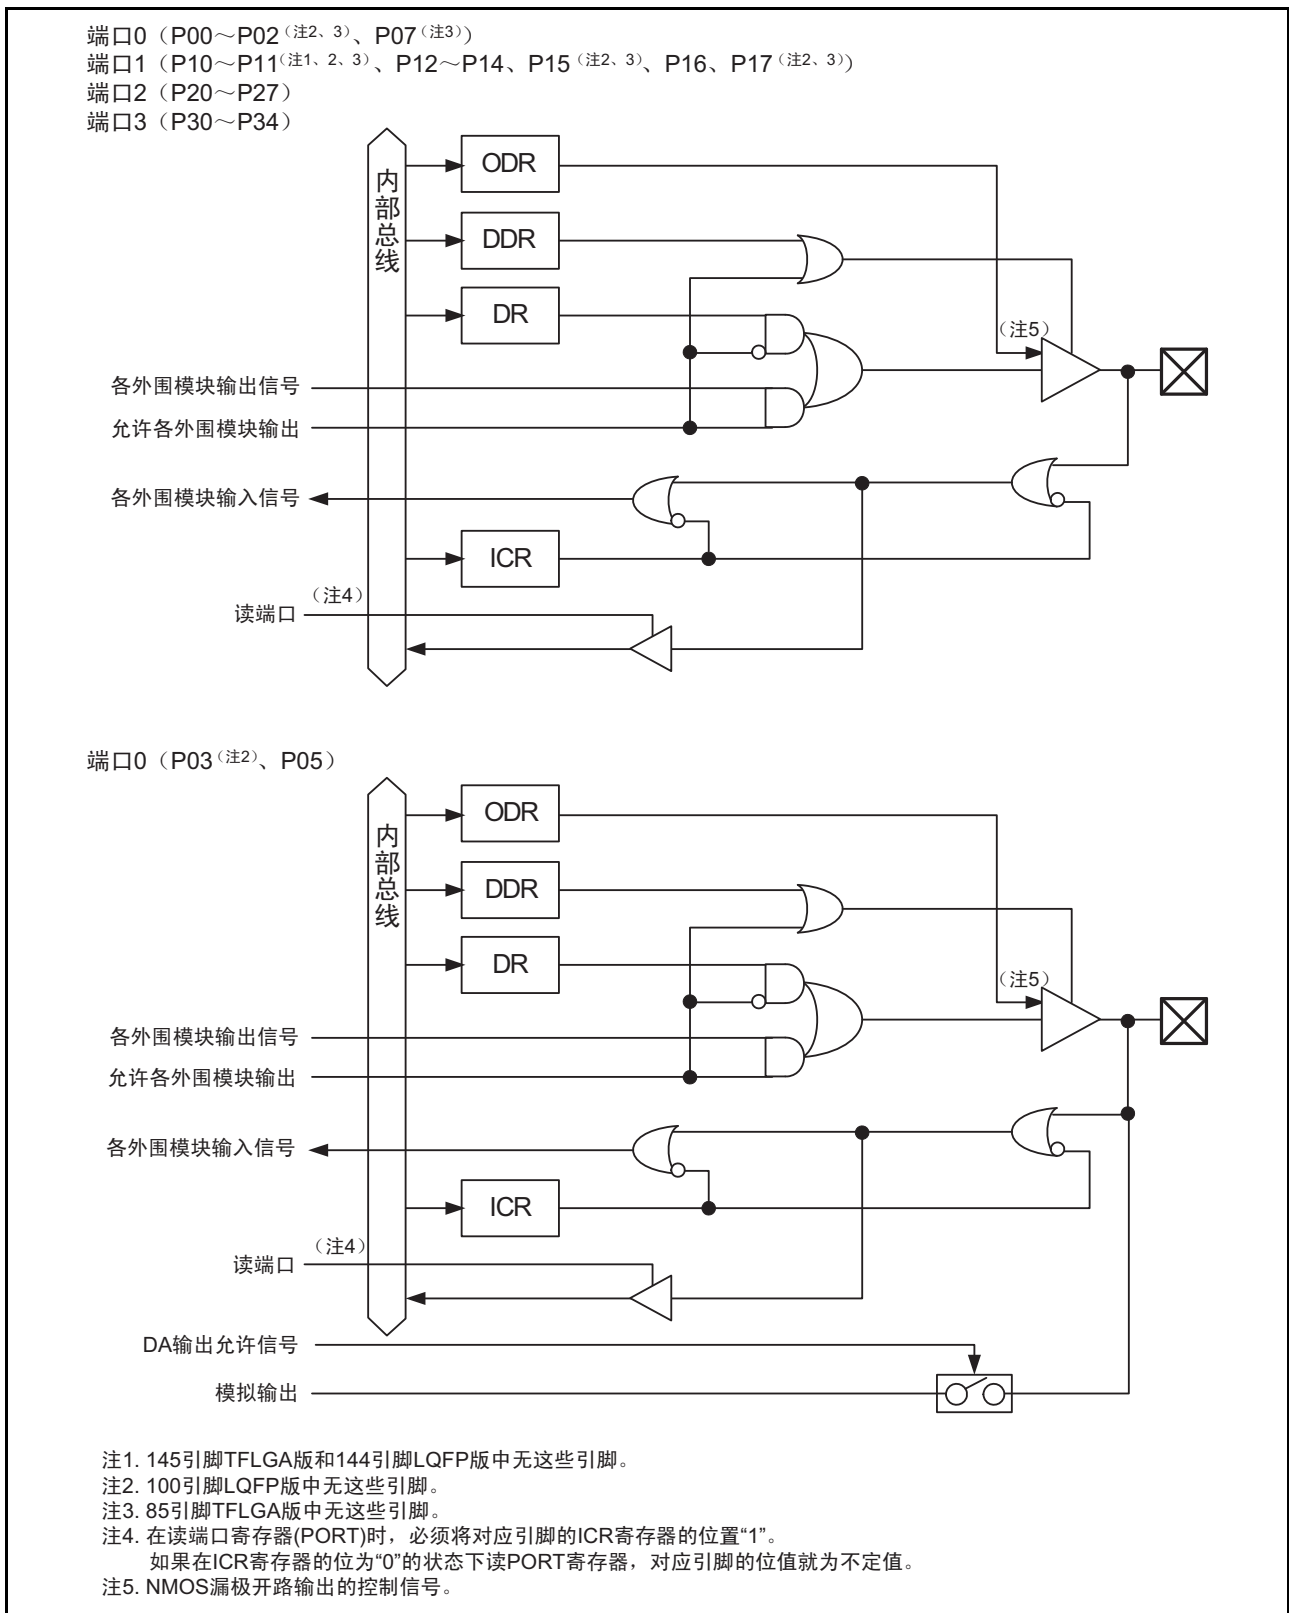 端口0（P00～P02（注2、3）、P07（注3））
端口1（P10～P11（注1、2、3）、P12～P14、P15（注2、3）、P16、P17（注2、3））
端口2（P20～P27）
端口3（P30～P34）
内部总线
ODR
DDR
DR
（注5）
各外围模块输出信号
允许各外围模块输出
各外围模块输入信号
ICR
（注4）
读端口
端口0（P03（注2）、P05）
内部总线
ODR
DDR
DR
（注5）
各外围模块输出信号
允许各外围模块输出
各外围模块输入信号
ICR
（注4）
读端口
DA输出允许信号
模拟输出
注1. 145引脚TFLGA版和144引脚LQFP版中无这些引脚。
注2. 100引脚LQFP版中无这些引脚。
注3. 85引脚TFLGA版中无这些引脚。
注4. 在读端口寄存器(PORT)时，必须将对应引脚的ICR寄存器的位置“1”。
如果在ICR寄存器的位为“0”的状态下读PORT寄存器，对应引脚的位值就为不定值。
注5. NMOS漏极开路输出的控制信号。